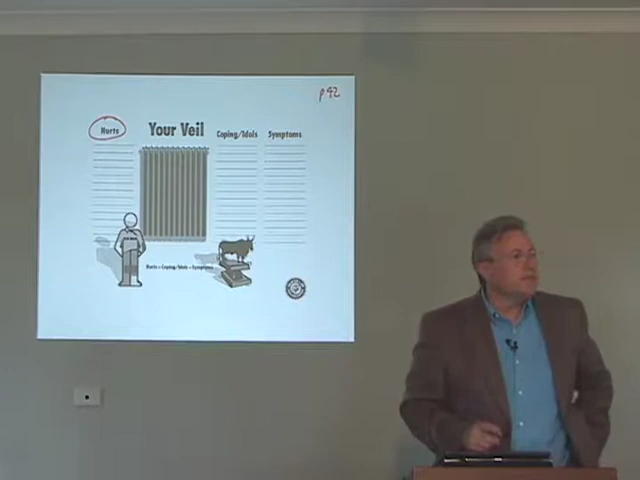 p42
Hurts
Your Veil
Coping/Idols
Symptoms
Hurts + Coping/Idols = Symptoms